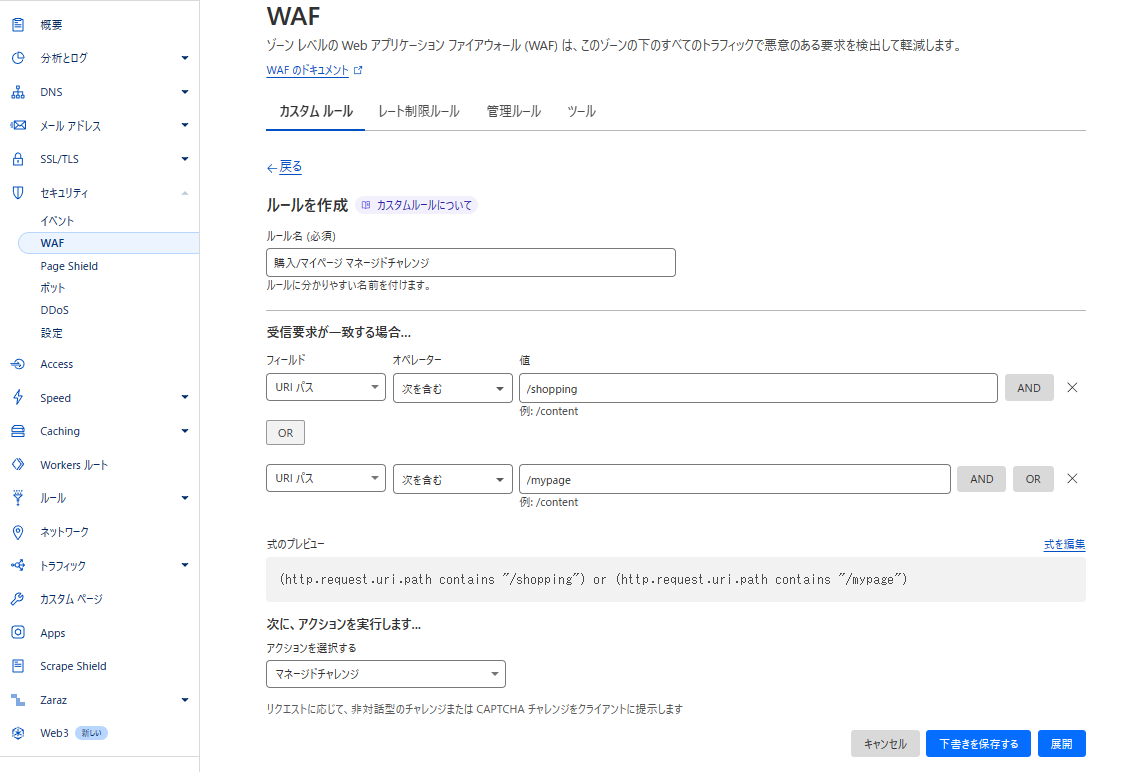 概要
分析とログ
DNS
メール アドレス
SSL/TLS
セキュリティ
イベント
WAF
Page Shield
ボット
DDoS
設定
Access
Speed
Caching
Workers ルート
ルール
ネットワーク
トラフィック
カスタム ページ
Apps
Scrape Shield
Zaraz
Web3 新しい
WAF
ゾーン レベルの Web アプリケーション ファイアウォール (WAF) は、このゾーンの下のすべてのトラフィックで悪意のある要求を検出して軽減します。
WAF のドキュメント
カスタム ルール レート制限ルール 管理ルール ツール
←戻る
ルールを作成 カスタムルールについて
ルール名 (必須)
購入/マイページ マネージドチャレンジ
ルールに分かりやすい名前を付けます。
受信要求が一致する場合...
フィールド オペレーター 値
URI パス 次を含む /shopping AND
例: /content
OR
URI パス 次を含む /mypage AND OR
例: /content
式のプレビュー 式を編集
(http.request.uri.path contains "/shopping") or (http.request.uri.path contains "/mypage")
次に、アクションを実行します...
アクションを選択する
マネージドチャレンジ
リクエストに応じて、非対話型のチャレンジまたは CAPTCHA チャレンジをクライアントに提示します
キャンセル 下書きを保存する 展開